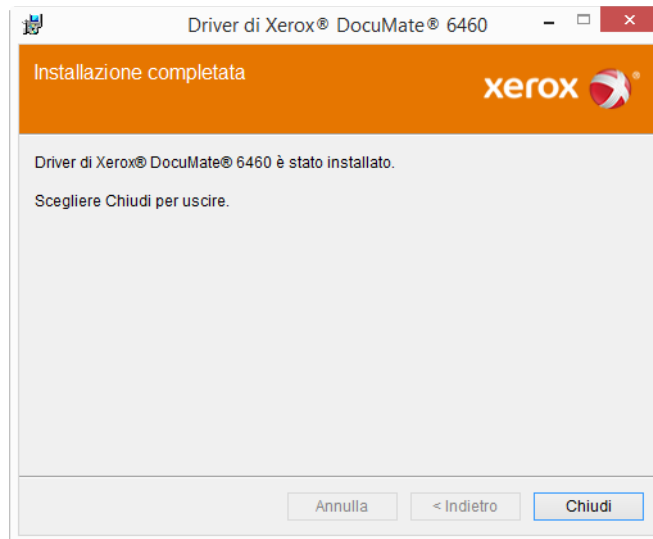 Driver di Xerox® DocuMate® 6460
Installazione completata
xerox
Driver di Xerox® DocuMate® 6460 è stato installato.
Scegliere Chiudi per uscire.
Annulla
< Indietro
Chiudi